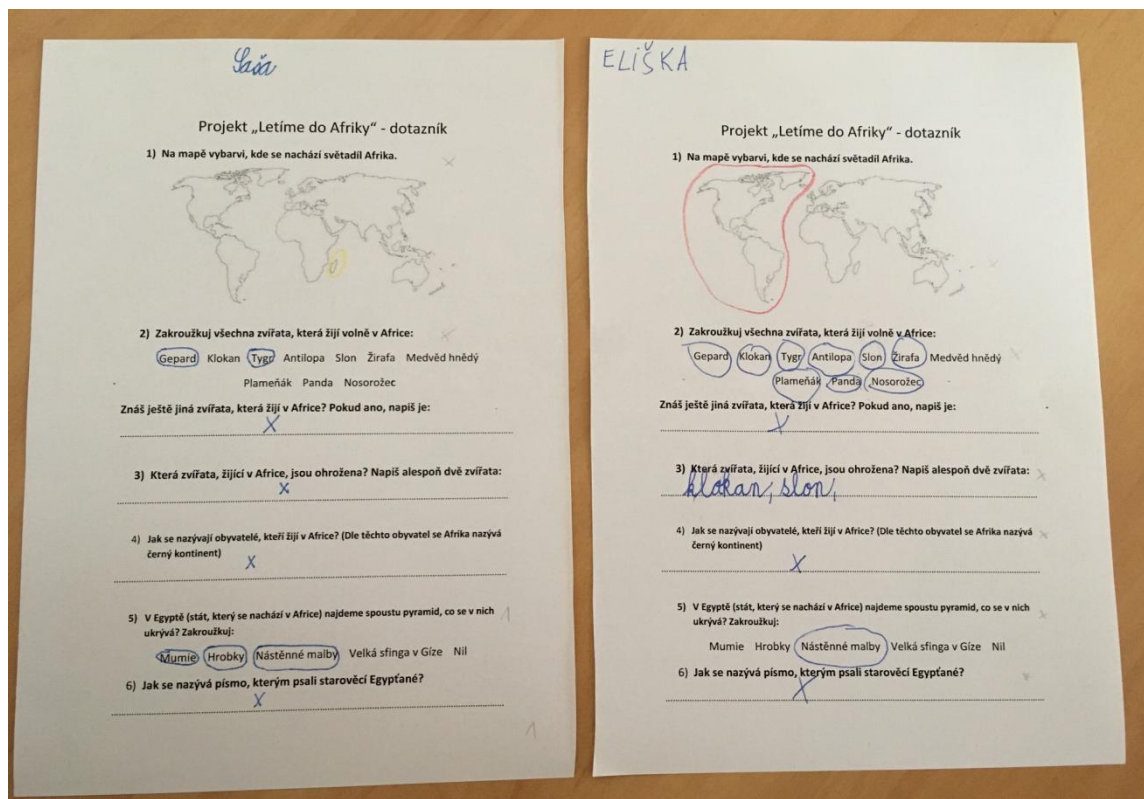 Saša
Projekt „Letíme do Afriky“ - dotazník
1) Na mapě vybarvi, kde se nachází světadíl Afrika.
2) Zakroužkuj všechna zvířata, která žijí volně v Africe:
Gepard Klokan Tygr Antilopa Slon Žirafa Medvěd hnědý
Plameňák Panda Nosorožec
Znáš ještě jiná zvířata, která žijí v Africe? Pokud ano, napiš je:
X
3) Která zvířata, žijící v Africe, jsou ohrožena? Napiš alespoň dvě zvířata:
X
4) Jak se nazývají obyvatelé, kteří žijí v Africe? (Dle těchto obyvatel se Afrika nazývá
černý kontinent)
X
5) V Egyptě (stát, který se nachází v Africe) najdeme spoustu pyramid, co se v nich
ukrývá? Zakroužkuj:
1
Mumie Hrobky Nástěnné malby Velká sfinga v Gíze Nil
6) Jak se nazývá písmo, kterým psali starověcí Egypťané?
X
1
ELIŠKA
Projekt „Letíme do Afriky“ - dotazník
1) Na mapě vybarvi, kde se nachází světadíl Afrika.
2) Zakroužkuj všechna zvířata, která žijí volně v Africe:
Gepard Klokan Tygr Antilopa Slon Žirafa Medvěd hnědý
Plameňák Panda Nosorožec
Znáš ještě jiná zvířata, která žijí v Africe? Pokud ano, napiš je:
X
3) Která zvířata, žijící v Africe, jsou ohrožena? Napiš alespoň dvě zvířata:
klokan, slon,
4) Jak se nazývají obyvatelé, kteří žijí v Africe? (Dle těchto obyvatel se Afrika nazývá
černý kontinent)
X
5) V Egyptě (stát, který se nachází v Africe) najdeme spoustu pyramid, co se v nich
ukrývá? Zakroužkuj:
Mumie Hrobky Nástěnné malby Velká sfinga v Gíze Nil
6) Jak se nazývá písmo, kterým psali starověcí Egypťané?
X